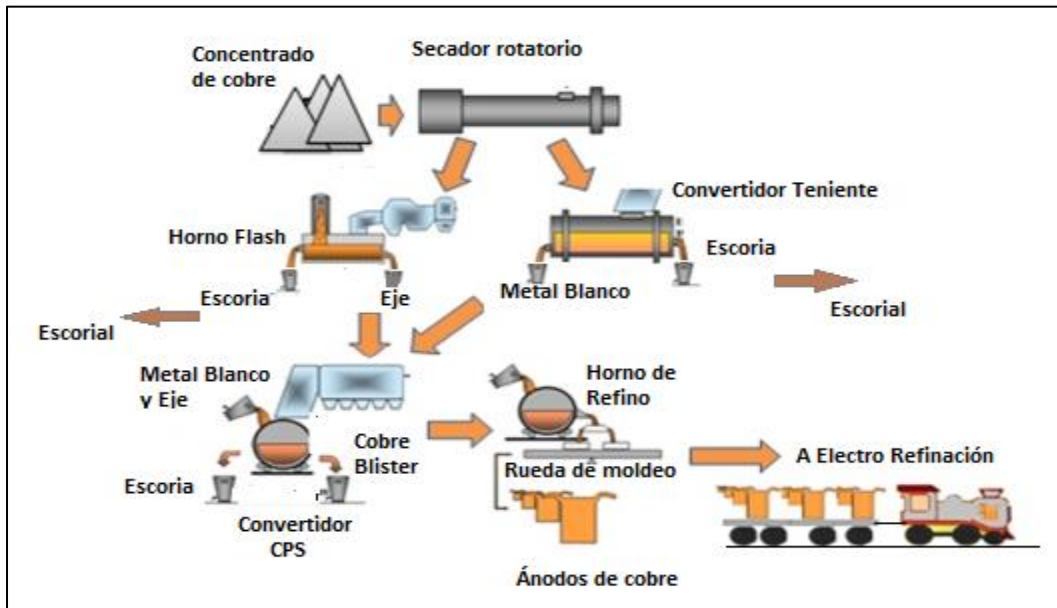 Concentrado
de cobre
Secador rotatorio
Convertidor Teniente
Horno Flash
Escoria
Escoria
Eje
Metal Blanco
Escorial
Escorial
Metal Blanco
y Eje
Horno de
Refino
Cobre
Blister
Rueda de moldeo
A Electro Refinación
Escoria
Convertidor
CPS
Ánodos de cobre